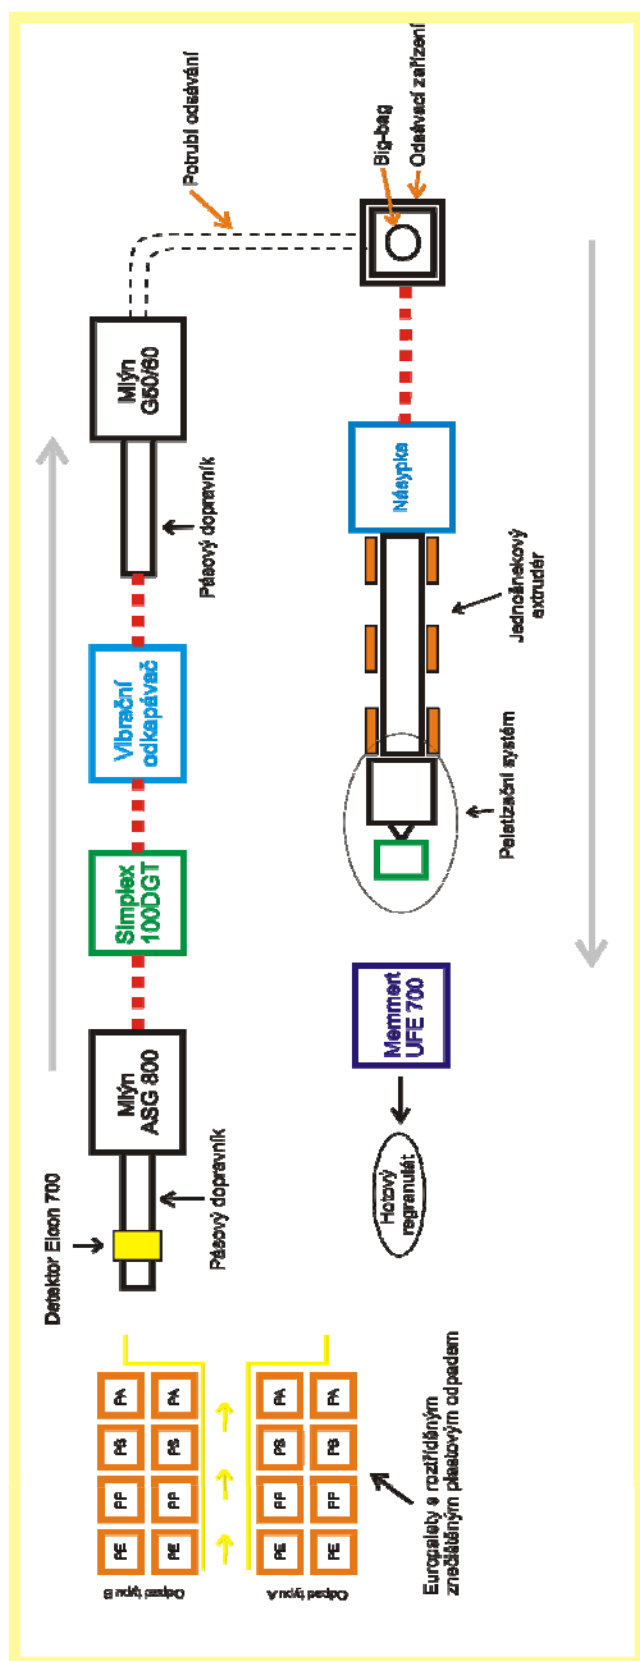 Detektor Elcon 700
Pásový dopravník
Mlýn
ASG 800
Simplex
100DGT
Vibrační
odkapávač
Pásový dopravník
Mlýn
G50/60
Potrubí odsávání
Big-bag
Odsávací zařízení
Násypka
Jednošnekový
extrudér
Peletizační systém
Memmert
UFE 700
Hotový
regranulát
Odpad typu B
PE PP PS PA
PE PP PS PA
PE PP PS PA
PE PP PS PA
Odpad typu A
Europalety s roztříděným
znečištěným plastovým odpadem